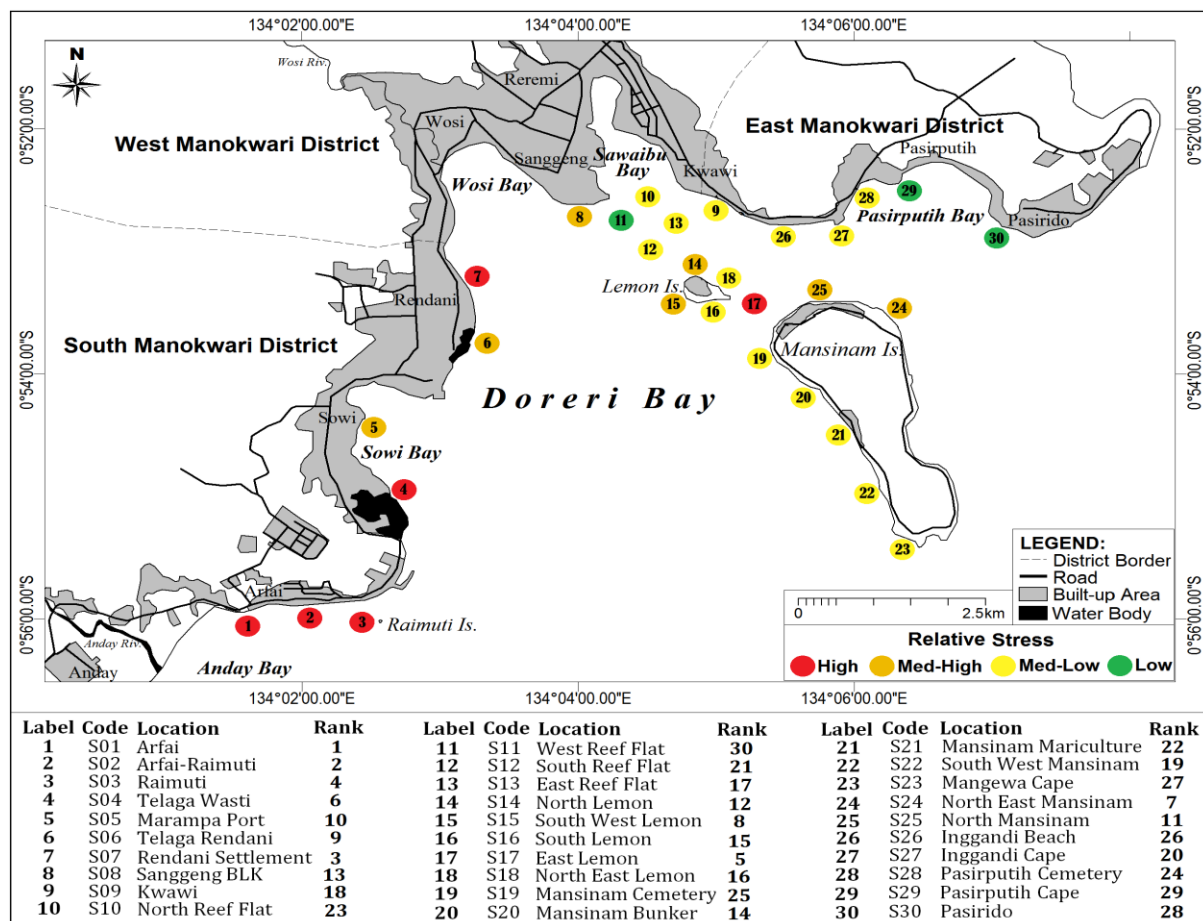 134°02'00.00"E 134°04'00.00"E 134°06'00.00"E
N
Wosi Riv.
Reremi
0°52'00.00"S
Wosi
West Manokwari District
East Manokwari District
0°52'00.00"S
Pasirputih
Sanggeng
Sawaibu
Bay
Kwawi
Wosi Bay
10
28
29
8
11
13
9
Pasirputih Bay
Pasirido
12
26
27
30
7
14
18
Lemon Is.
25
Rendani
15
16
17
24
South Manokwari District
6
19
Mansinam Is.
0°54'00.00"S
0°54'00.00"S
Doreri Bay
20
Sowi
5
21
Sowi Bay
4
22
23
LEGEND:
District Border
Road
Built-up Area
Water Body
0 2.5km
Arfai
0°56'00.00"S
1
2
3
Raimuti Is.
0°56'00.00"S
Anday Riv.
Anday
Anday Bay
Relative Stress
High Med-High Med-Low Low
134°02'00.00"E 134°04'00.00"E 134°06'00.00"E
Label Code Location Rank Label Code Location Rank Label Code Location Rank
1 S01 Arfai 1 11 S11 West Reef Flat 30 21 S21 Mansinam Mariculture 22
2 S02 Arfai-Raimuti 2 12 S12 South Reef Flat 21 22 S22 South West Mansinam 19
3 S03 Raimuti 4 13 S13 East Reef Flat 17 23 S23 Mangewa Cape 27
4 S04 Telaga Wasti 6 14 S14 North Lemon 12 24 S24 North East Mansinam 7
5 S05 Marampa Port 10 15 S15 South West Lemon 8 25 S25 North Mansinam 11
6 S06 Telaga Rendani 9 16 S16 South Lemon 15 26 S26 Inggandi Beach 26
7 S07 Rendani Settlement 3 17 S17 East Lemon 5 27 S27 Inggandi Cape 20
8 S08 Sanggeng BLK 13 18 S18 North East Lemon 16 28 S28 Pasirputih Cemetery 24
9 S09 Kwawi 18 19 S19 Mansinam Cemetery 25 29 S29 Pasirputih Cape 29
10 S10 North Reef Flat 23 20 S20 Mansinam Bunker 14 30 S30 Pasirido 28